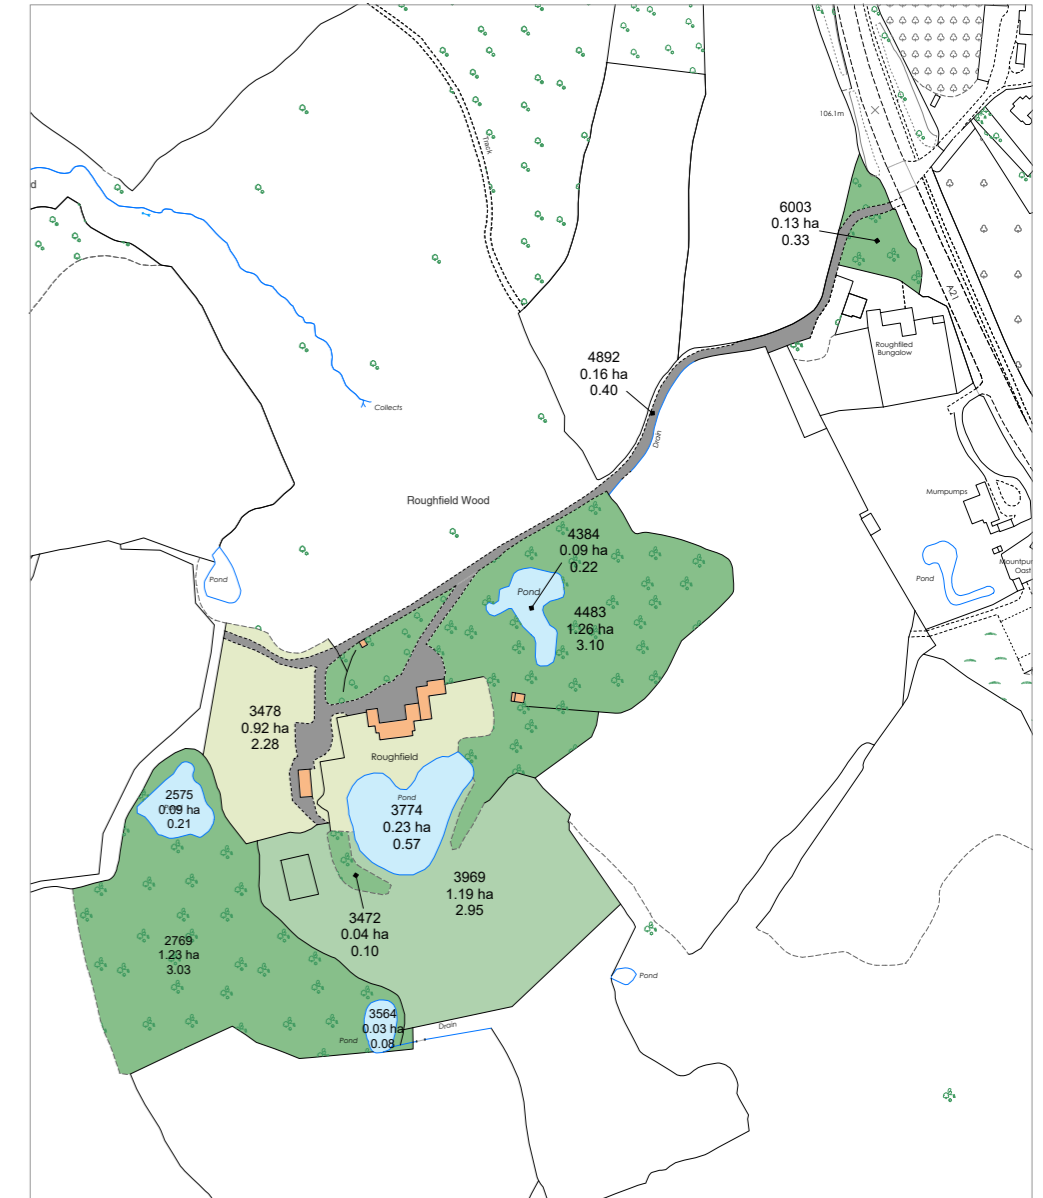 106.1m
Track
d
6003
0.13 ha
0.33
A21
Roughfiled
Bungalow
4892
0.16 ha
0.40
Collects
Drain
Mumpumps
Roughfield Wood
4384
0.09 ha
0.22
Pond
Pond
Pond
Mountpu
Oast
4483
1.26 ha
3.10
3478
0.92 ha
2.28
Roughfield
2575
0.09 ha
0.21
Pond
3774
0.23 ha
0.57
3969
1.19 ha
2.95
3472
0.04 ha
0.10
2769
1.23 ha
3.03
Pond
3564
0.03 ha
0.08
Pond
Drain